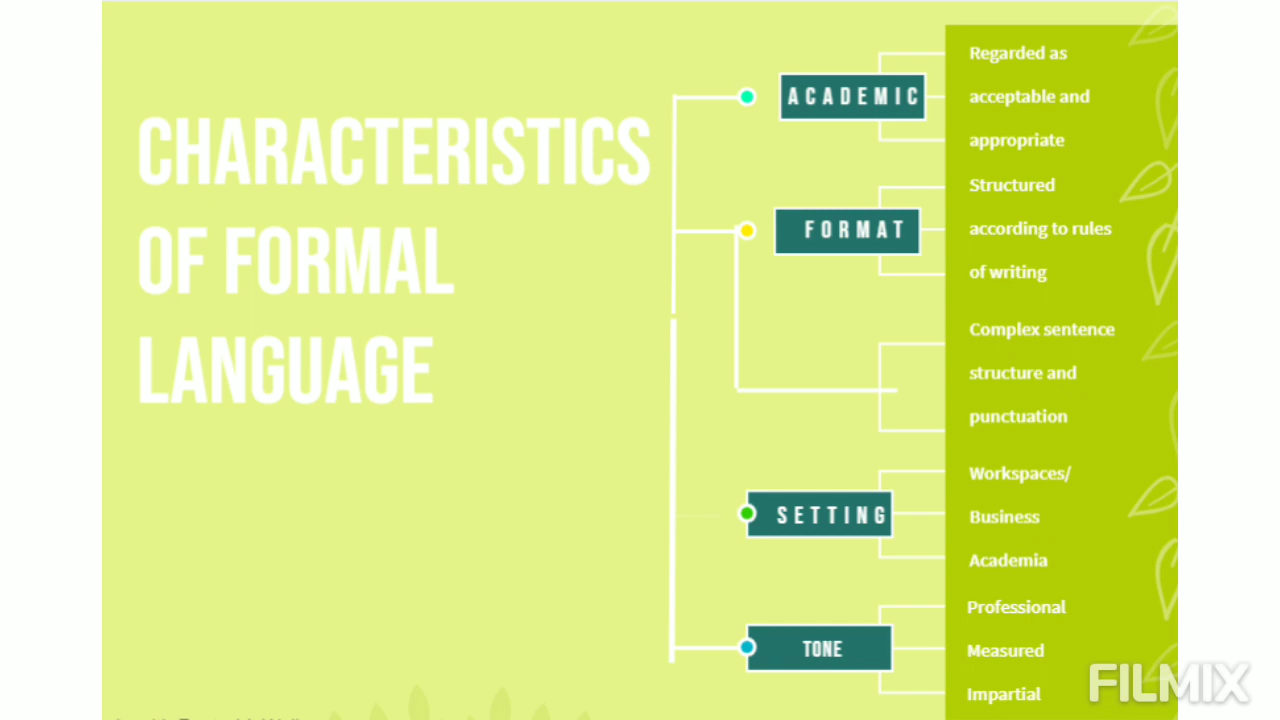 CHARACTERISTICS
OF FORMAL
LANGUAGE
ACADEMIC
Regarded as
acceptable and
appropriate
FORMAT
Structured
according to rules
of writing
Complex sentence
structure and
punctuation
SETTING
Workspaces/
Business
Academia
TONE
Professional
Measured
Impartial
FILMIX